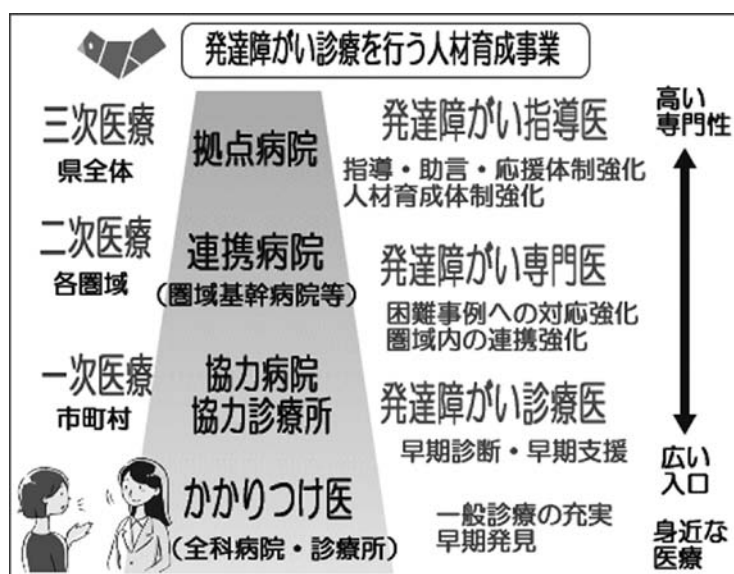 発達障がい診療を行う人材育成事業
三次医療
県全体
拠点病院
発達障がい指導医
指導・助言・応援体制強化
人材育成体制強化
高い
専門性
二次医療
各圏域
連携病院
(圏域基幹病院等)
発達障がい専門医
困難事例への対応強化
圏域内の連携強化
一次医療
市町村
協力病院
協力診療所
発達障がい診療医
早期診断・早期支援
広い
入口
かかりつけ医
(全科病院・診療所)
一般診療の充実
早期発見
身近な
医療